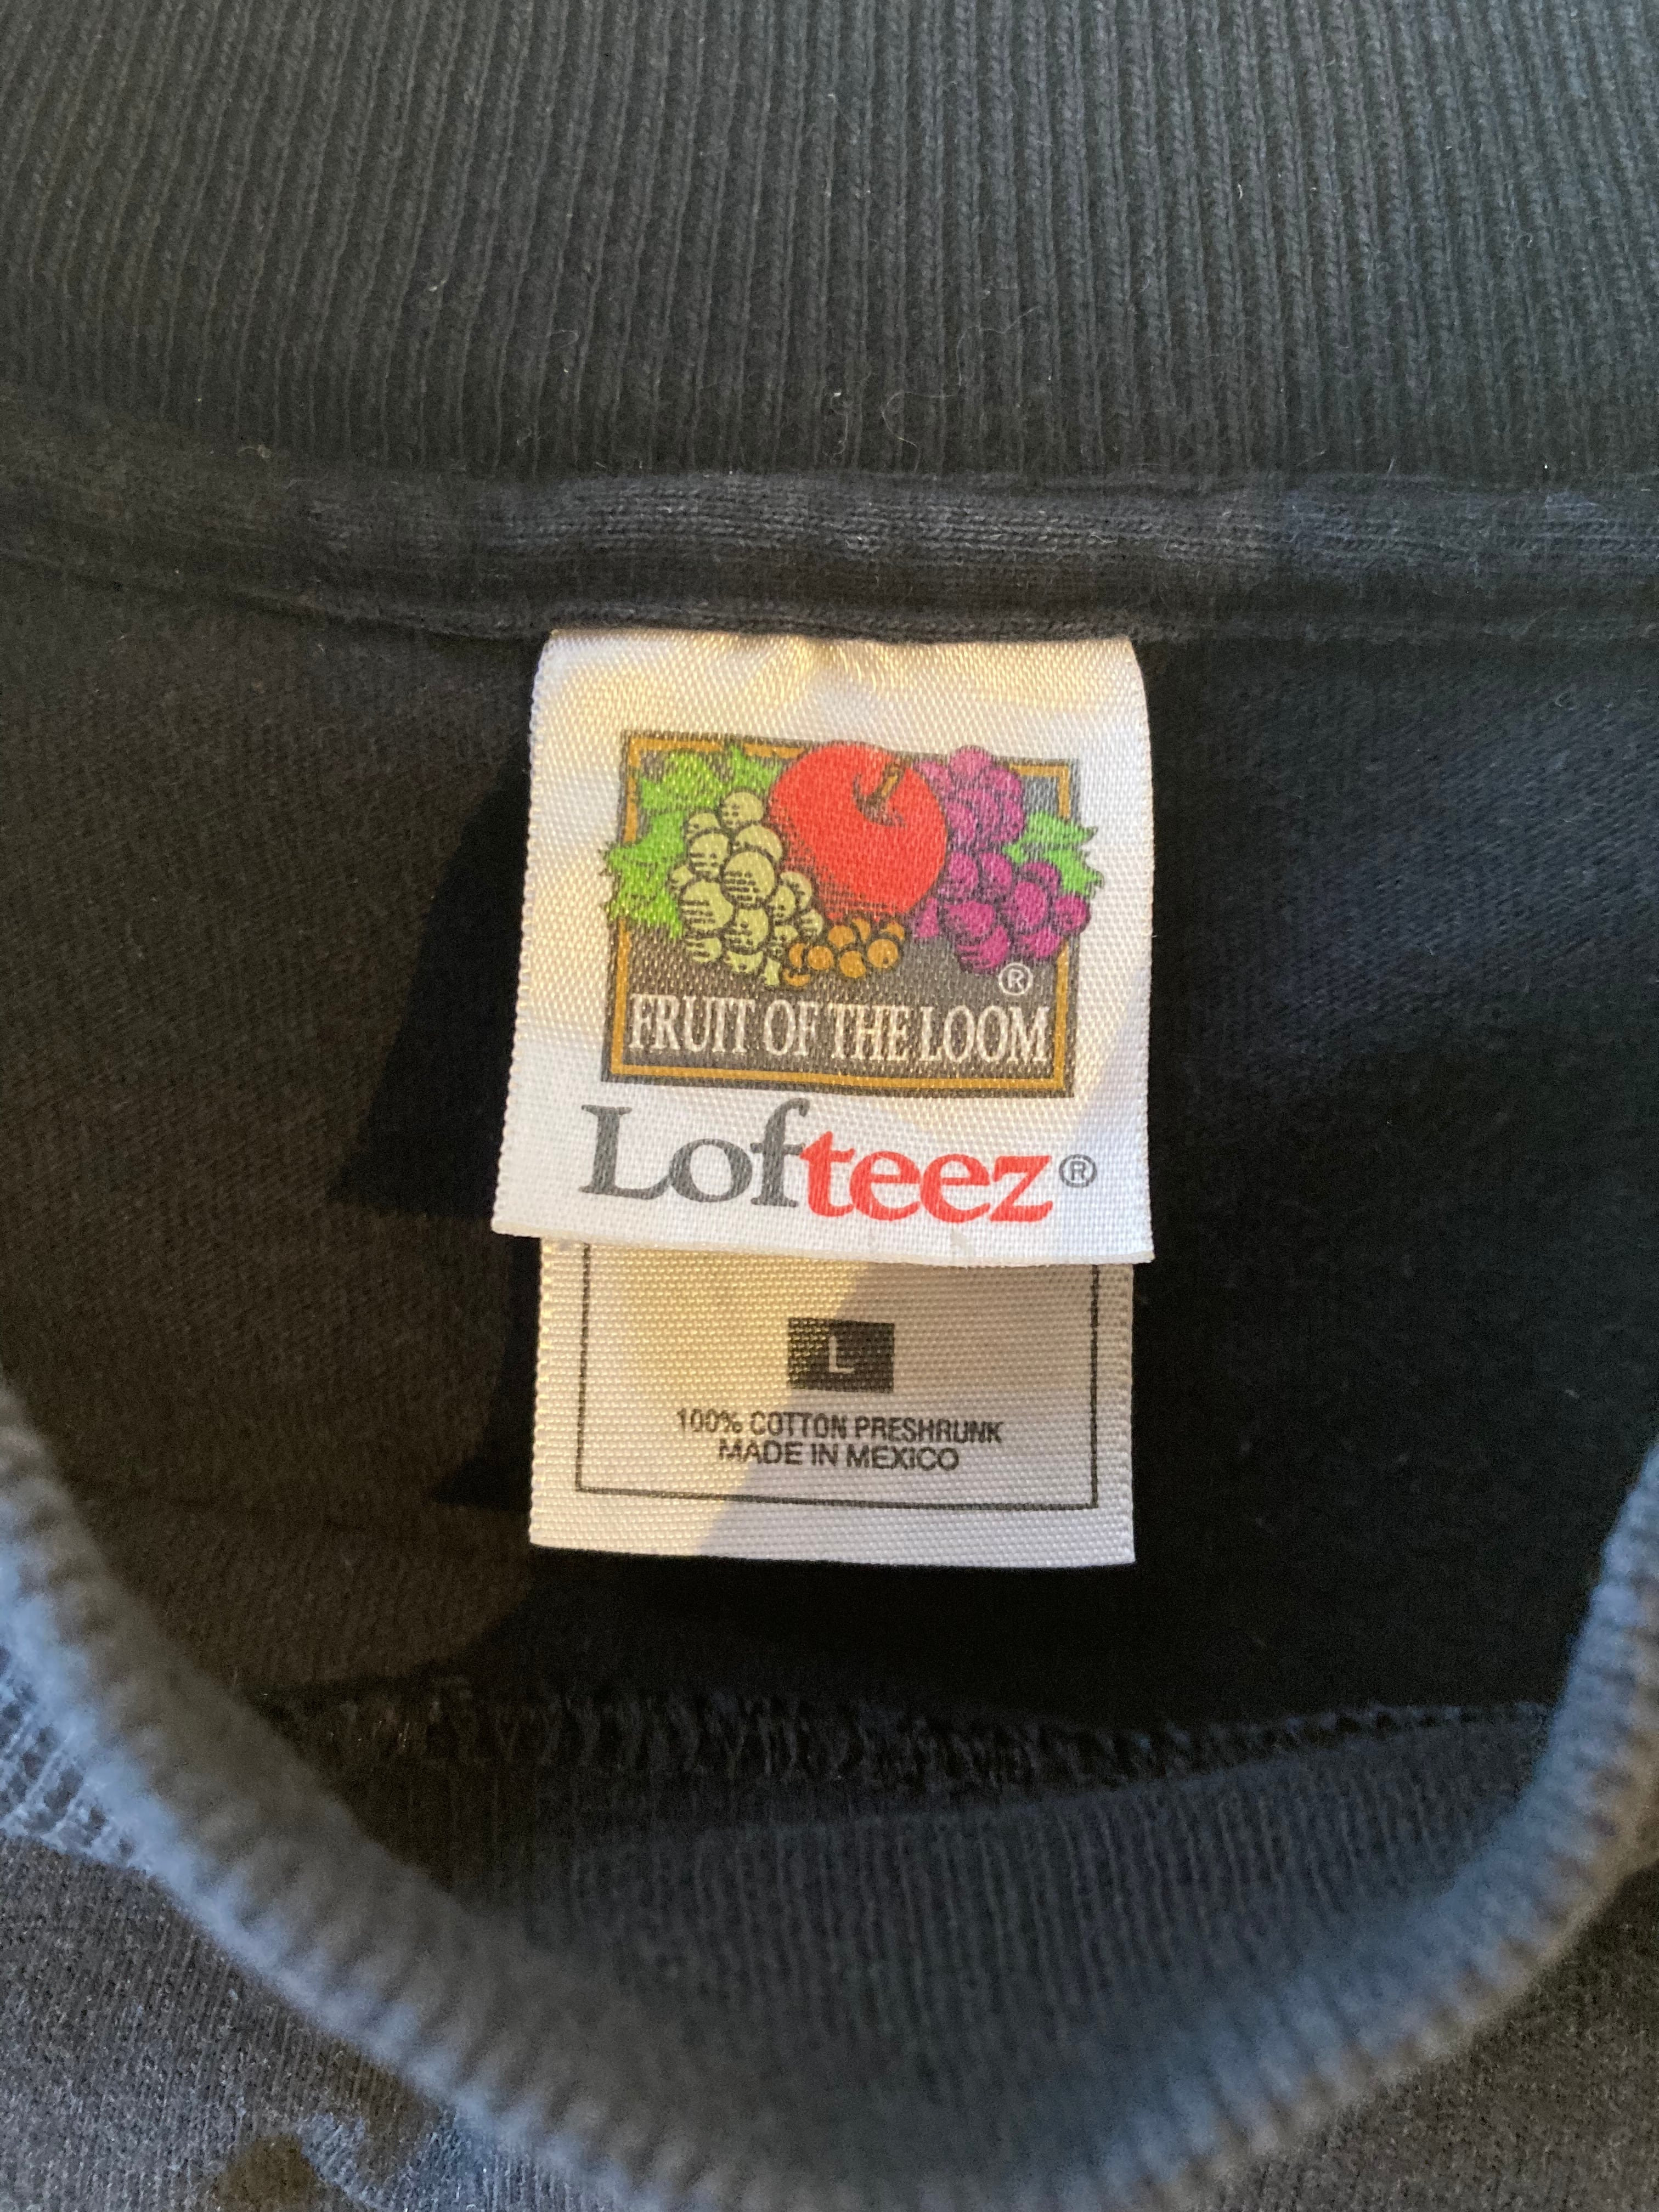 ®
FRUIT OF THE LOOM
Lofteez®
L
100% COTTON PRESHRUNK
MADE IN MEXICO